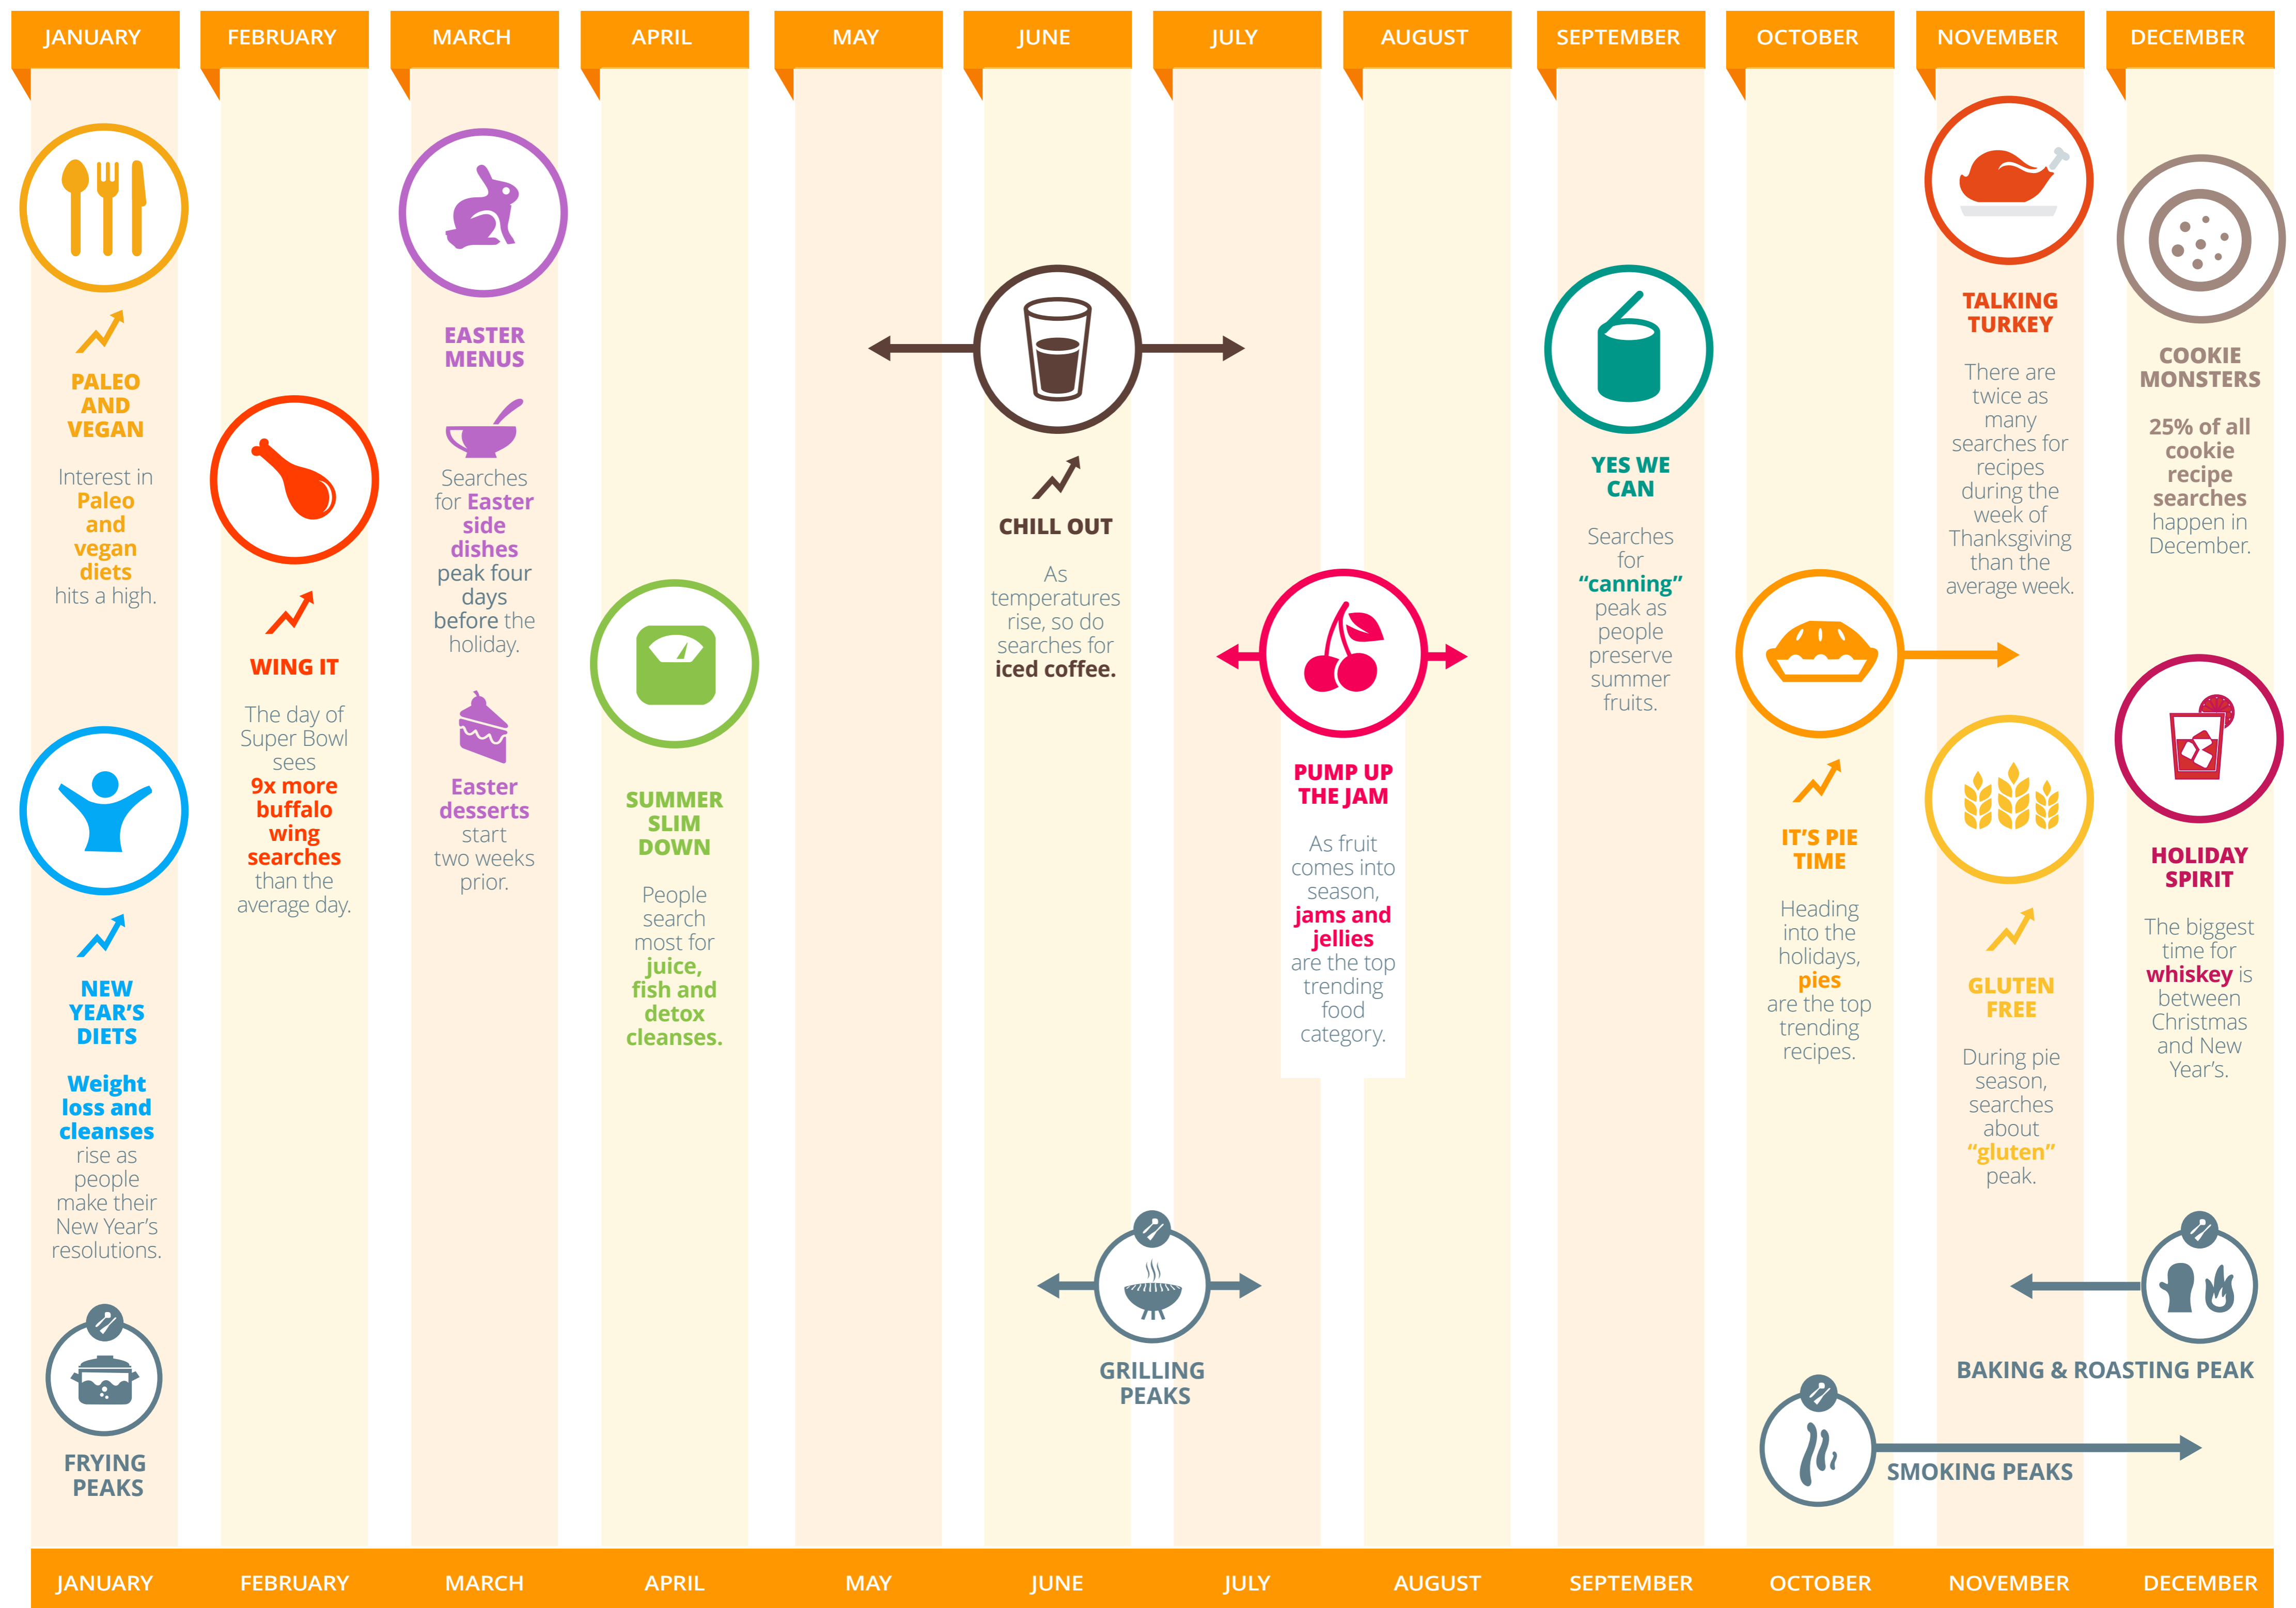 JANUARY
FEBRUARY
MARCH
APRIL
MAY
JUNE
JULY
AUGUST
SEPTEMBER
OCTOBER
NOVEMBER
DECEMBER
PALEO
AND
VEGAN
Interest in
Paleo
and
vegan
diets
hits a high.
NEW
YEAR’S
DIETS
Weight
loss and
cleanses
rise as
people
make their
New Year’s
resolutions.
FRYING
PEAKS
WING IT
The day of
Super Bowl
sees
9x more
buffalo
wing
searches
than the
average day.
EASTER
MENUS
Searches
for Easter
side
dishes
peak four
days
before the
holiday.
Easter
desserts
start
two weeks
prior.
SUMMER
SLIM
DOWN
People
search
most for
juice,
fish and
detox
cleanses.
CHILL OUT
As
temperatures
rise, so do
searches for
iced coffee.
GRILLING
PEAKS
PUMP UP
THE JAM
As fruit
comes into
season,
jams and
jellies
are the top
trending
food
category.
YES WE
CAN
Searches
for
“canning”
peak as
people
preserve
summer
fruits.
IT’S PIE
TIME
Heading
into the
holidays,
pies
are the top
trending
recipes.
SMOKING PEAKS
TALKING
TURKEY
There are
twice as
many
searches for
recipes
during the
week of
Thanksgiving
than the
average week.
GLUTEN
FREE
During pie
season,
searches
about
“gluten”
peak.
COOKIE
MONSTERS
25% of all
cookie
recipe
searches
happen in
December.
HOLIDAY
SPIRIT
The biggest
time for
whiskey is
between
Christmas
and New
Year’s.
BAKING & ROASTING PEAK
JANUARY
FEBRUARY
MARCH
APRIL
MAY
JUNE
JULY
AUGUST
SEPTEMBER
OCTOBER
NOVEMBER
DECEMBER